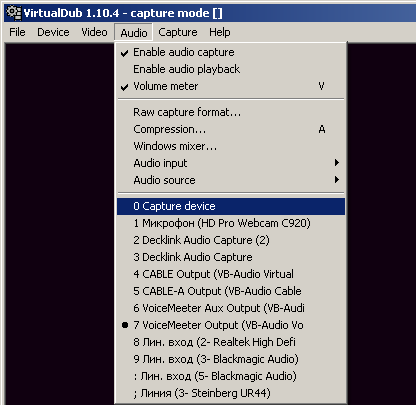 VirtualDub 1.10.4 - capture mode []
File Device Video Audio Capture Help
Enable audio capture
Enable audio playback
Volume meter V
Raw capture format...
Compression... A
Windows mixer...
Audio input
Audio source
0 Capture device
1 Микрофон (HD Pro Webcam C920)
2 Decklink Audio Capture (2)
3 Decklink Audio Capture
4 CABLE Output (VB-Audio Virtual
5 CABLE-A Output (VB-Audio Cable
6 VoiceMeeter Aux Output (VB-Audi
7 VoiceMeeter Output (VB-Audio Vo
8 Лин. вход (2- Realtek High Defi
9 Лин. вход (3- Blackmagic Audio)
: Лин. вход (5- Blackmagic Audio)
; Линия (3- Steinberg UR44)